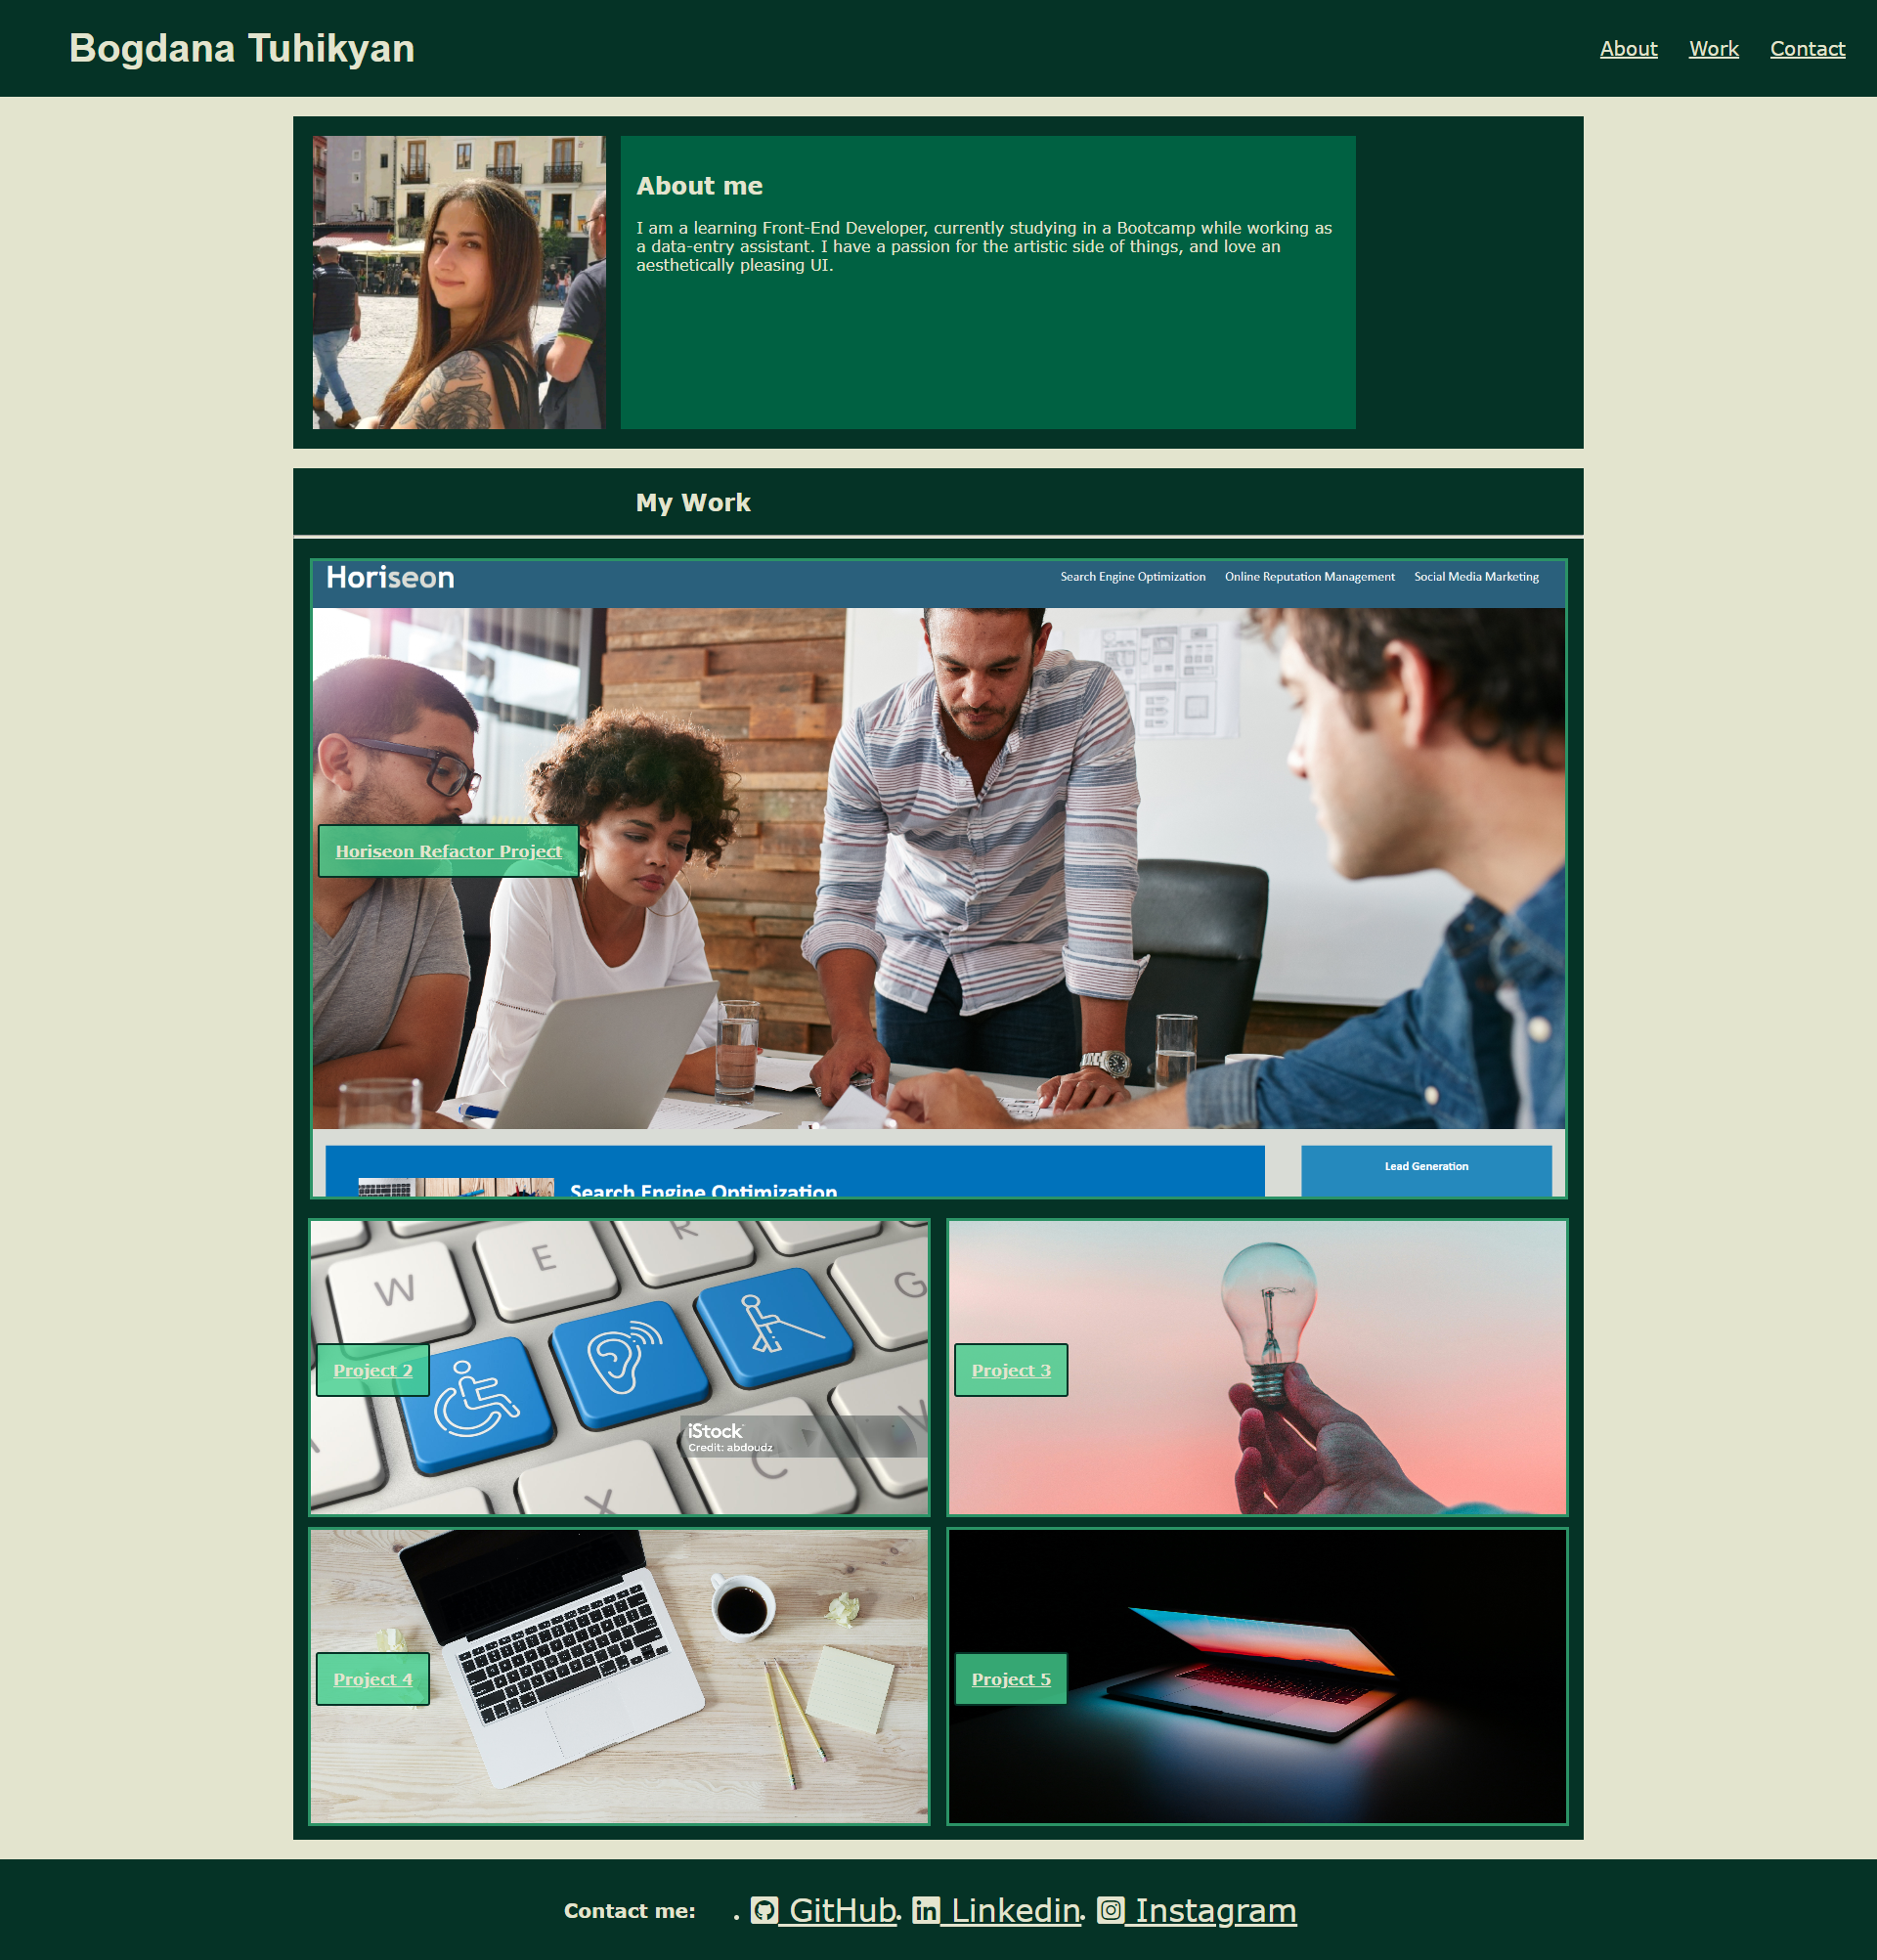 Bogdana Tuhikyan
About Work Contact
About me
I am a learning Front-End Developer, currently studying in a Bootcamp while working as
a data-entry assistant. I have a passion for the artistic side of things, and love an
aesthetically pleasing UI.
My Work
Horiseon
Search Engine Optimization Online Reputation Management Social Media Marketing
Horiseon Refactor Project
Search Engine Optimization
Lead Generation
W E R G
Project 2
iStock
Credit: abdoudz
X C V
Project 3
Project 4
Project 5
Contact me: • GitHub • Linkedin • Instagram